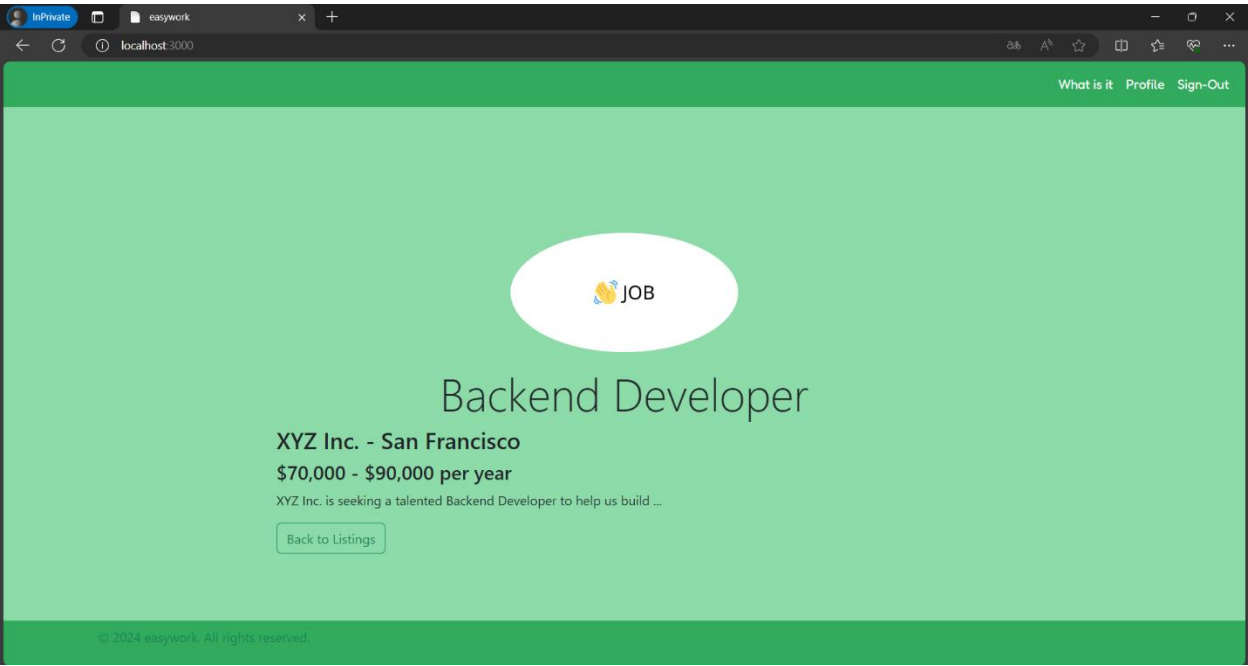 InPrivate
easywork
localhost:3000
What is it Profile Sign-Out
👋 JOB
Backend Developer
XYZ Inc. - San Francisco
$70,000 - $90,000 per year
XYZ Inc. is seeking a talented Backend Developer to help us build ...
Back to Listings
© 2024 easywork. All rights reserved.